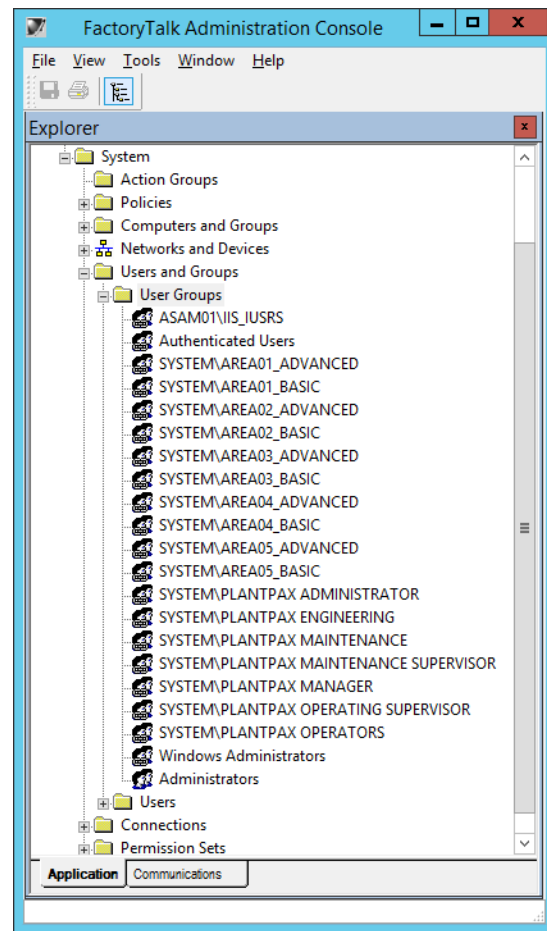 FactoryTalk Administration Console
File View Tools Window Help
Explorer
System
Action Groups
Policies
Computers and Groups
Networks and Devices
Users and Groups
User Groups
ASAM01\IIS_IUSRS
Authenticated Users
SYSTEM\AREA01_ADVANCED
SYSTEM\AREA01_BASIC
SYSTEM\AREA02_ADVANCED
SYSTEM\AREA02_BASIC
SYSTEM\AREA03_ADVANCED
SYSTEM\AREA03_BASIC
SYSTEM\AREA04_ADVANCED
SYSTEM\AREA04_BASIC
SYSTEM\AREA05_ADVANCED
SYSTEM\AREA05_BASIC
SYSTEM\PLANTPAX ADMINISTRATOR
SYSTEM\PLANTPAX ENGINEERING
SYSTEM\PLANTPAX MAINTENANCE
SYSTEM\PLANTPAX MAINTENANCE SUPERVISOR
SYSTEM\PLANTPAX MANAGER
SYSTEM\PLANTPAX OPERATING SUPERVISOR
SYSTEM\PLANTPAX OPERATORS
Windows Administrators
Administrators
Users
Connections
Permission Sets
Application Communications